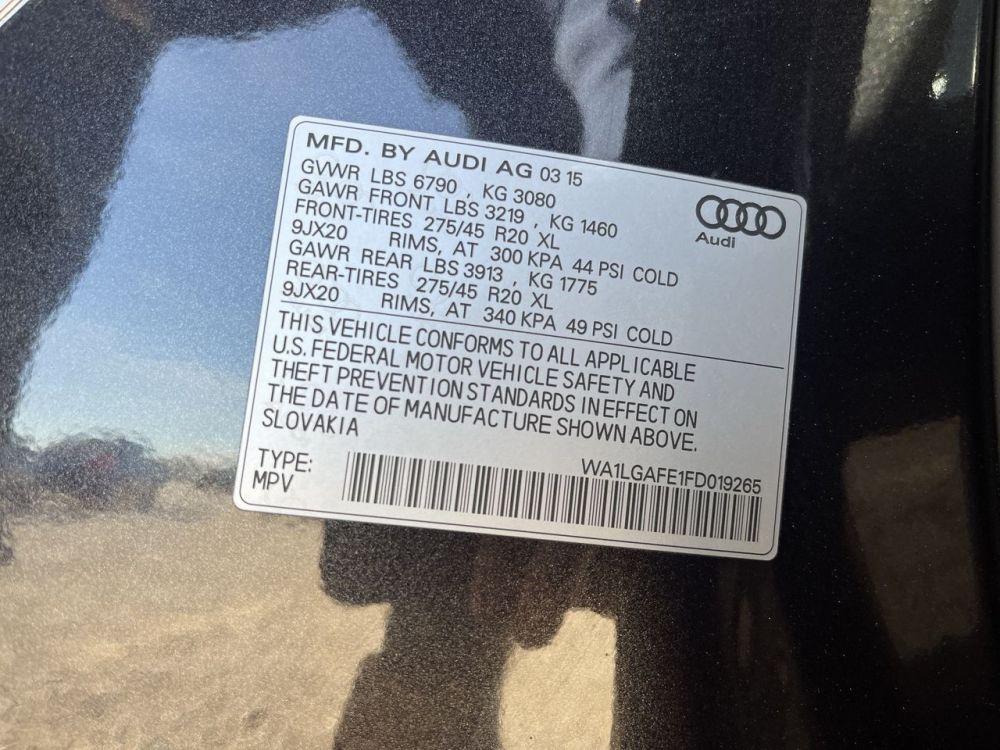 MFD. BY AUDI AG 03 15
GVWR LBS 6790 , KG 3080
GAWR FRONT LBS 3219 , KG 1460
FRONT-TIRES 275/45 R20 XL
9JX20 RIMS, AT 300 KPA 44 PSI COLD
GAWR REAR LBS 3913 , KG 1775
REAR-TIRES 275/45 R20 XL
9JX20 RIMS, AT 340 KPA 49 PSI COLD
Audi
THIS VEHICLE CONFORMS TO ALL APPLICABLE
U.S. FEDERAL MOTOR VEHICLE SAFETY AND
THEFT PREVENTION STANDARDS IN EFFECT ON
THE DATE OF MANUFACTURE SHOWN ABOVE.
SLOVAKIA
TYPE:
MPV
WA1LGAFE1FD019265